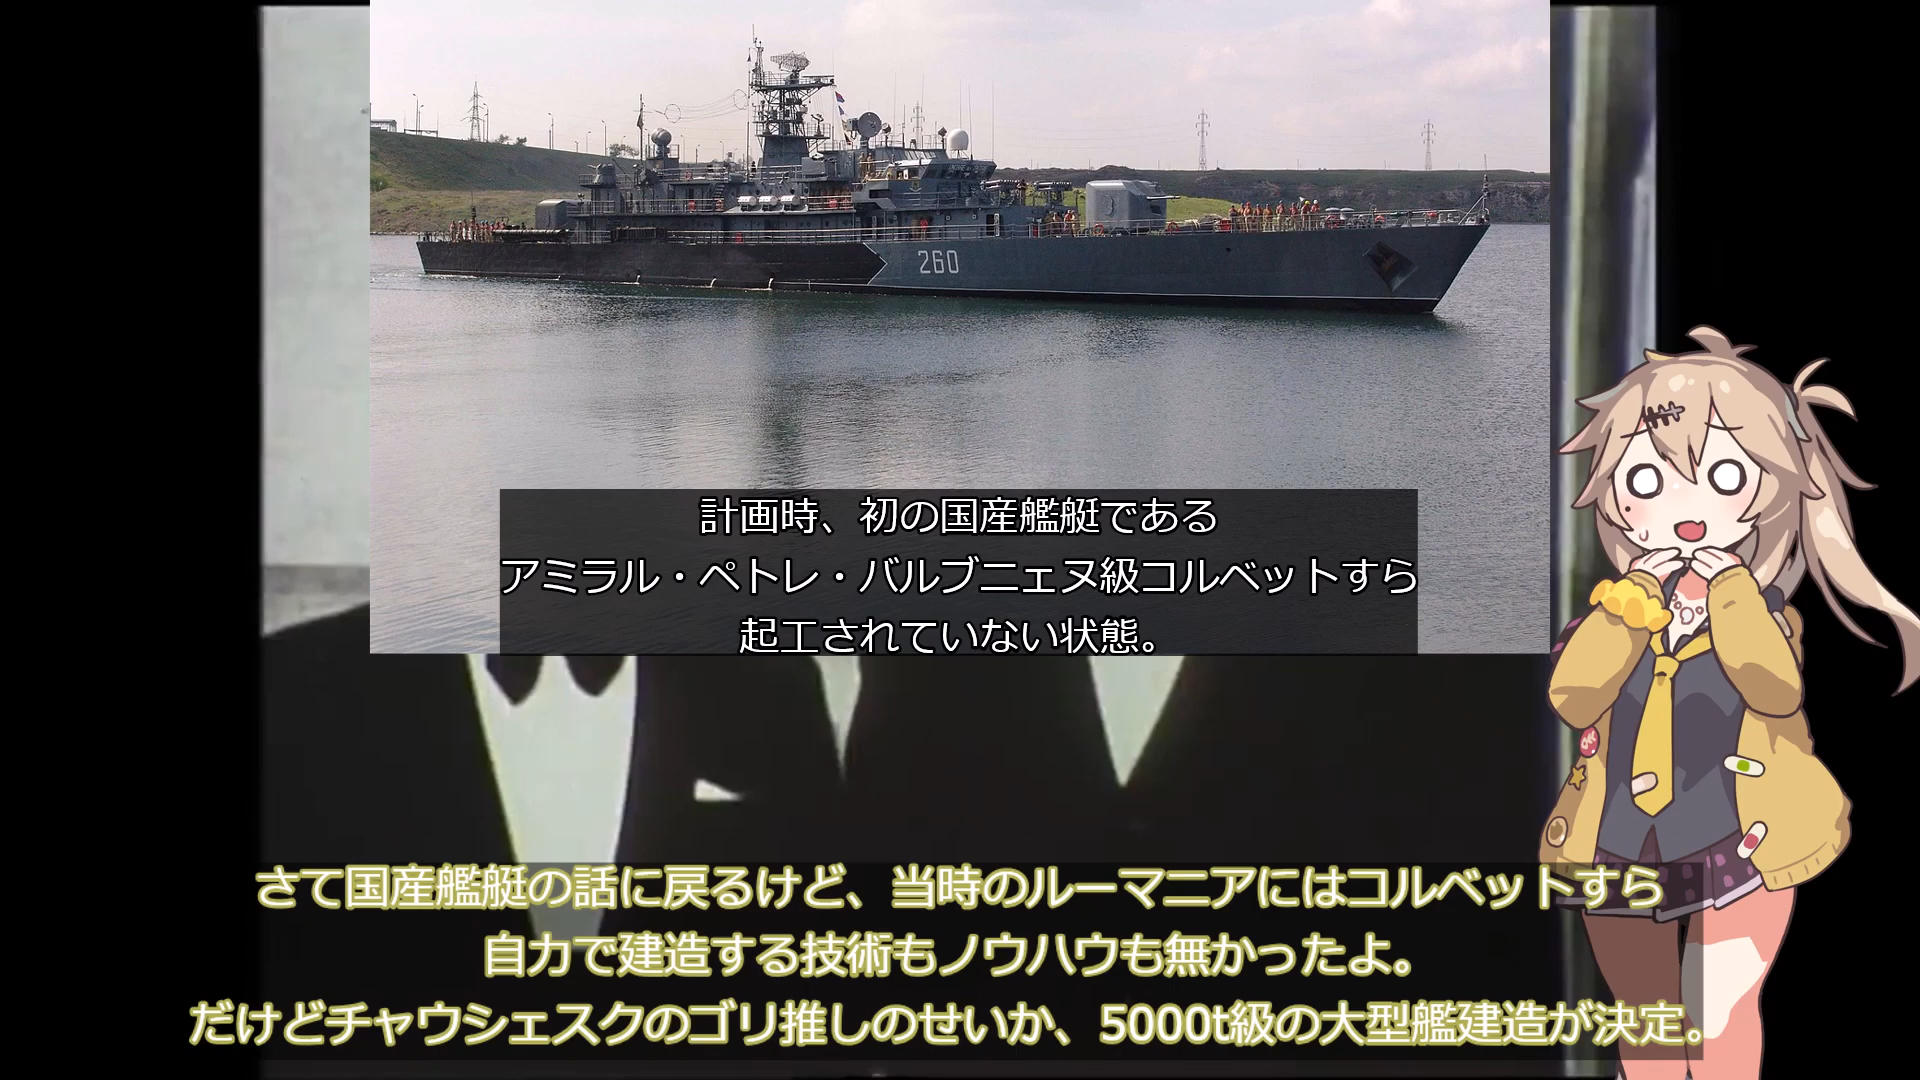 260
計画時、初の国産艦艇である
アミラル・ペトレ・バルブニェヌ級コルベットすら
起工されていない状態。
さて国産艦艇の話に戻るけど、当時のルーマニアにはコルベットすら
自力で建造する技術もノウハウも無かったよ。
だけどチャウシェスクのゴリ推しのせいか、5000t級の大型艦建造が決定。